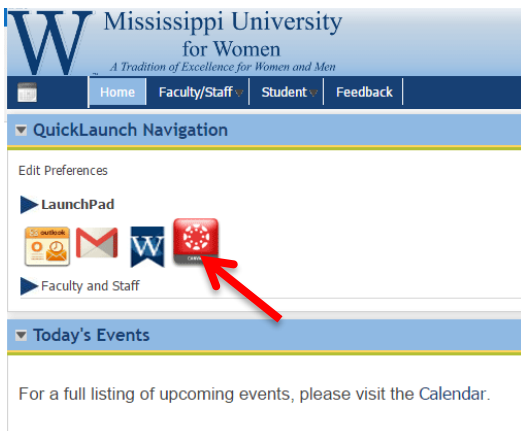 W
Mississippi University
for Women
A Tradition of Excellence for Women and Men
Home Faculty/Staff Student Feedback
QuickLaunch Navigation
Edit Preferences
LaunchPad
outlook W CANVAS
Faculty and Staff
Today's Events
For a full listing of upcoming events, please visit the Calendar.